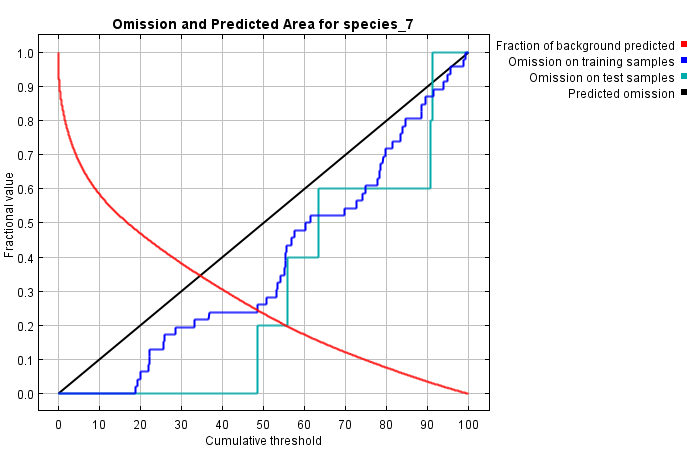 Omission and Predicted Area for species_7
Fraction of background predicted
Omission on training samples
Omission on test samples
Predicted omission
Fractional value
1.0
0.9
0.8
0.7
0.6
0.5
0.4
0.3
0.2
0.1
0.0
0 10 20 30 40 50 60 70 80 90 100
Cumulative threshold